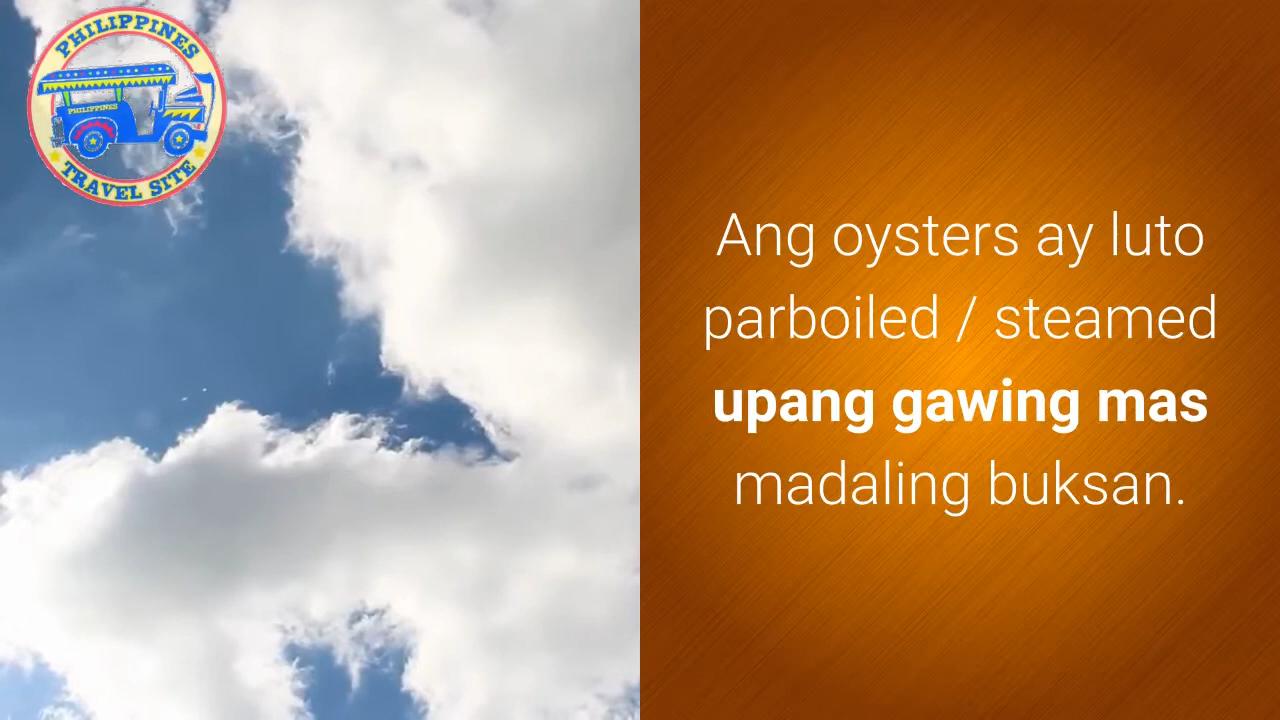 PHILIPPINES
PHILIPPINES
TRAVEL SITE
Ang oysters ay luto
parboiled / steamed
upang gawing mas
madaling buksan.